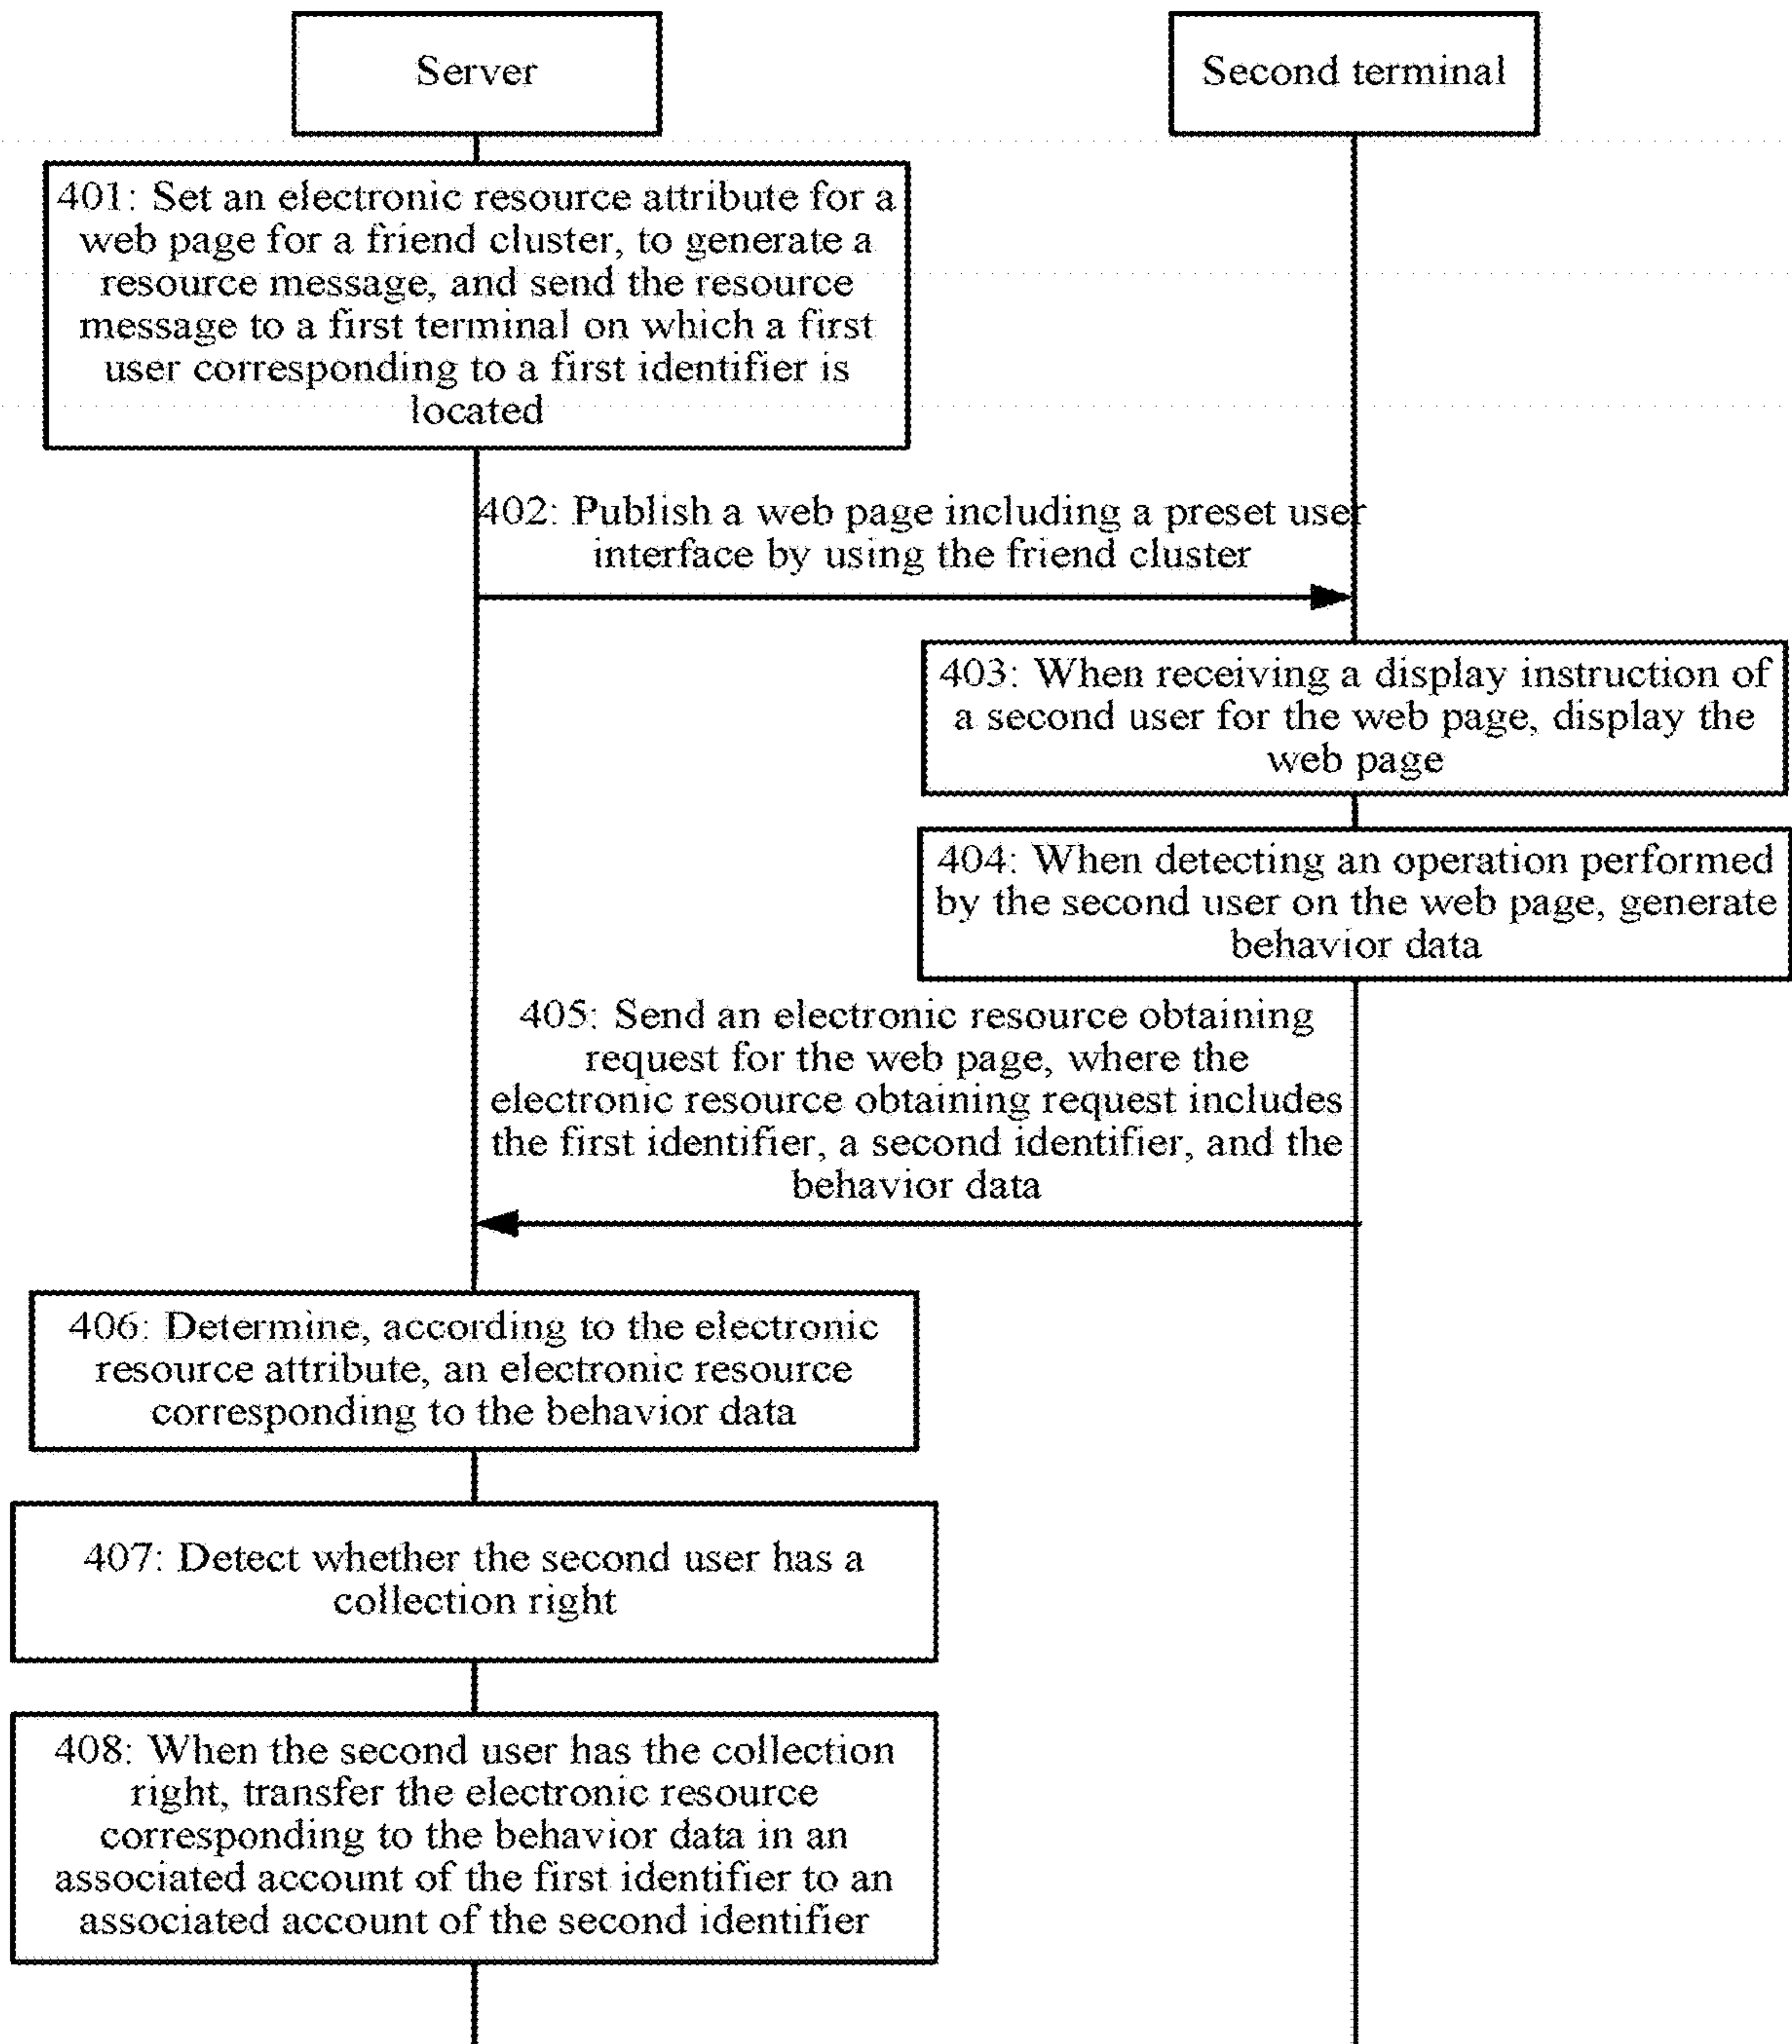 Server
Second terminal
401: Set an electronic resource attribute for a
web page for a friend cluster, to generate a
resource message, and send the resource
message to a first terminal on which a first
user corresponding to a first identifier is
located
402: Publish a web page including a preset user
interface by using the friend cluster
403: When receiving a display instruction of
a second user for the web page, display the
web page
404: When detecting an operation performed
by the second user on the web page, generate
behavior data
405: Send an electronic resource obtaining
request for the web page, where the
electronic resource obtaining request includes
the first identifier, a second identifier, and the
behavior data
406: Determine, according to the electronic
resource attribute, an electronic resource
corresponding to the behavior data
407: Detect whether the second user has a
collection right
408: When the second user has the collection
right, transfer the electronic resource
corresponding to the behavior data in an
associated account of the first identifier to an
associated account of the second identifier